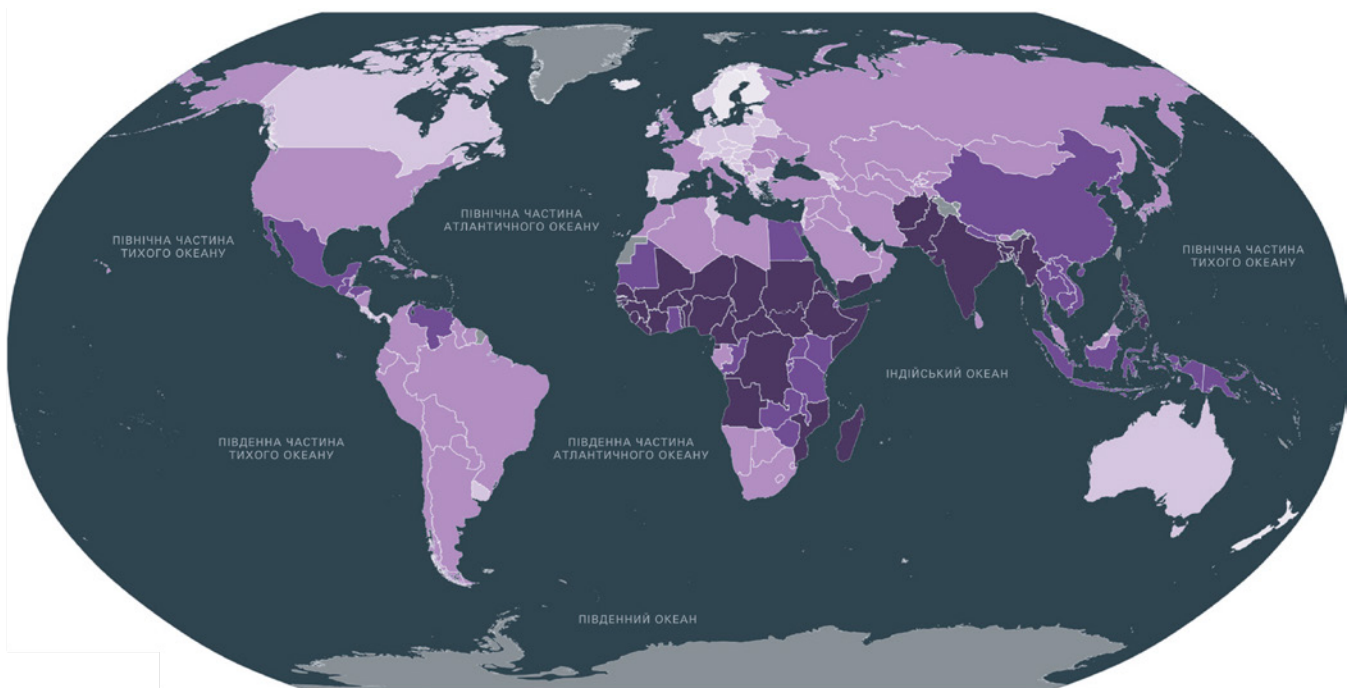 ПІВНІЧНА ЧАСТИНА
АТЛАНТИЧНОГО ОКЕАНУ
ПІВНІЧНА ЧАСТИНА
ТИХОГО ОКЕАНУ
ПІВНІЧНА ЧАСТИНА
ТИХОГО ОКЕАНУ
ІНДІЙСЬКИЙ ОКЕАН
ПІВДЕННА ЧАСТИНА
ТИХОГО ОКЕАНУ
ПІВДЕННА ЧАСТИНА
АТЛАНТИЧНОГО ОКЕАНУ
ПІВДЕННИЙ ОКЕАН